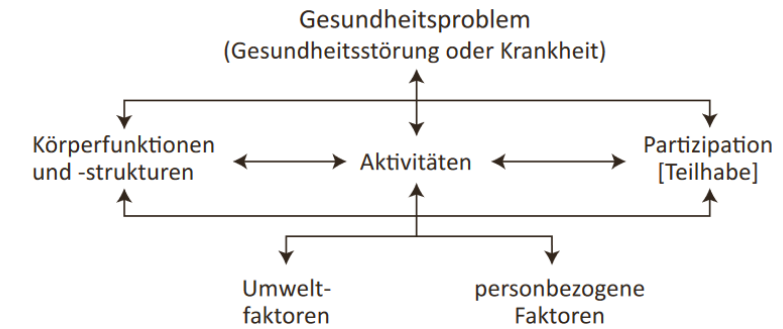 Gesundheitsproblem
(Gesundheitsstörung oder Krankheit)
Körperfunktionen
und -strukturen
Aktivitäten
Partizipation
[Teilhabe]
Umwelt-
faktoren
personbezogene
Faktoren